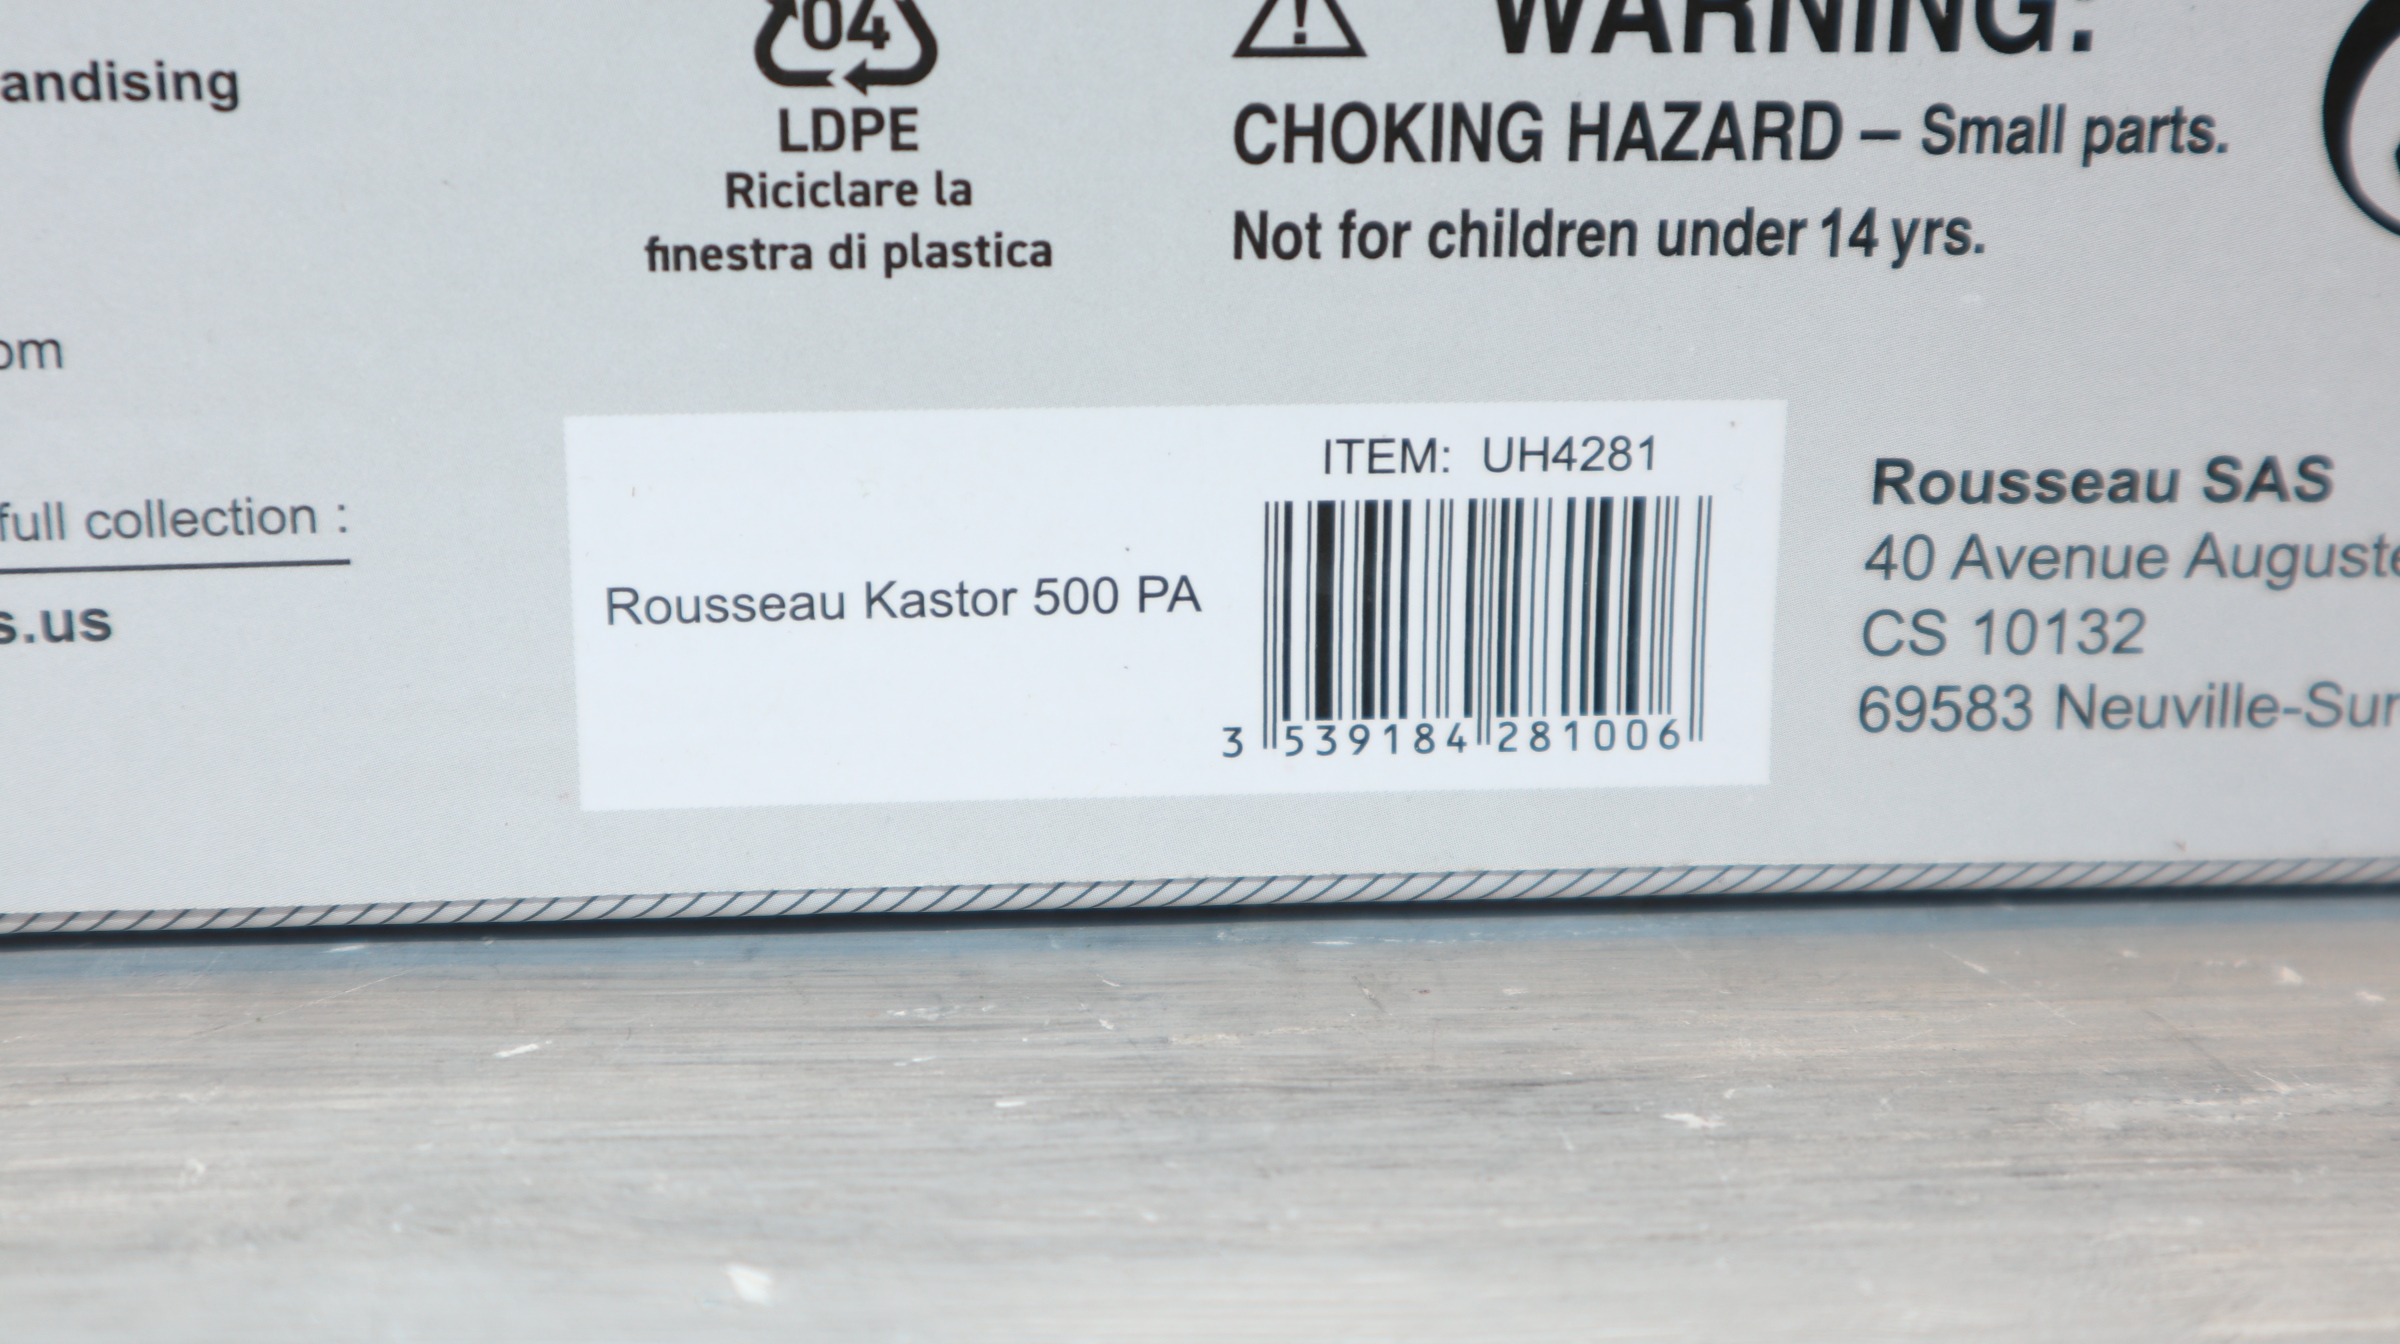 andising
om
full collection :
s.us
04
LDPE
Riciclare la
finestra di plastica
WARNING:
CHOKING HAZARD – Small parts.
Not for children under 14 yrs.
Rousseau Kastor 500 PA
ITEM: UH4281
3 539184 281006
Rousseau SAS
40 Avenue Auguste
CS 10132
69583 Neuville-Sur